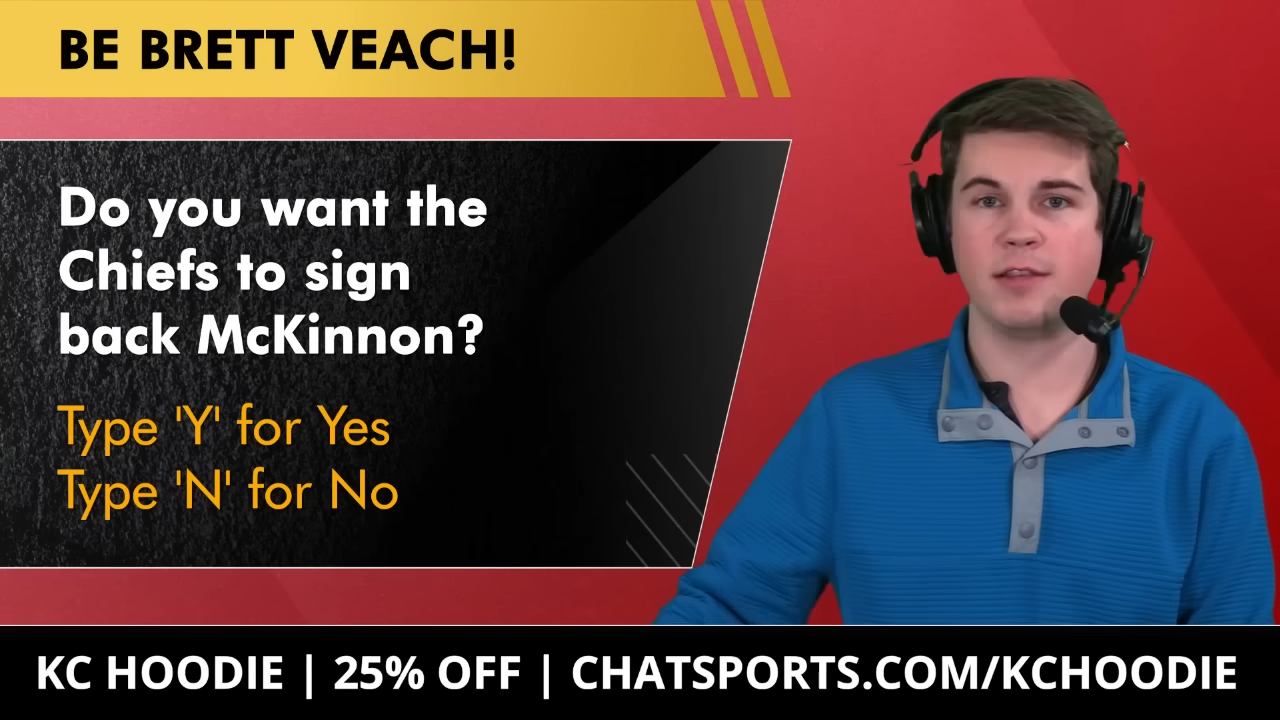 BE BRETT VEACH!
Do you want the
Chiefs to sign
back McKinnon?
Type 'Y' for Yes
Type 'N' for No
KC HOODIE | 25% OFF | CHATSPORTS.COM/KCHOODIE